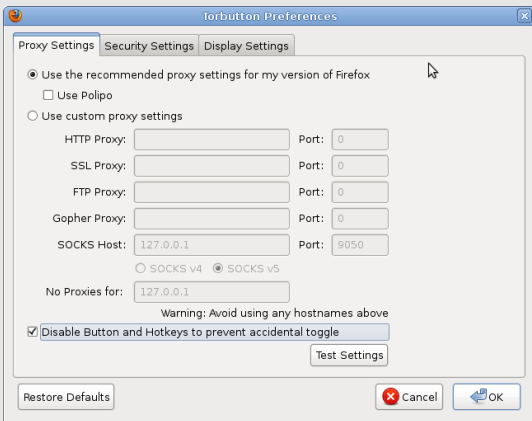 Torbutton Preferences
Proxy Settings Security Settings Display Settings
Use the recommended proxy settings for my version of Firefox
Use Polipo
Use custom proxy settings
HTTP Proxy: Port: 0
SSL Proxy: Port: 0
FTP Proxy: Port: 0
Gopher Proxy: Port: 0
SOCKS Host: 127.0.0.1 Port: 9050
SOCKS v4 SOCKS v5
No Proxies for: 127.0.0.1
Warning: Avoid using any hostnames above
Disable Button and Hotkeys to prevent accidental toggle
Test Settings
Restore Defaults Cancel OK